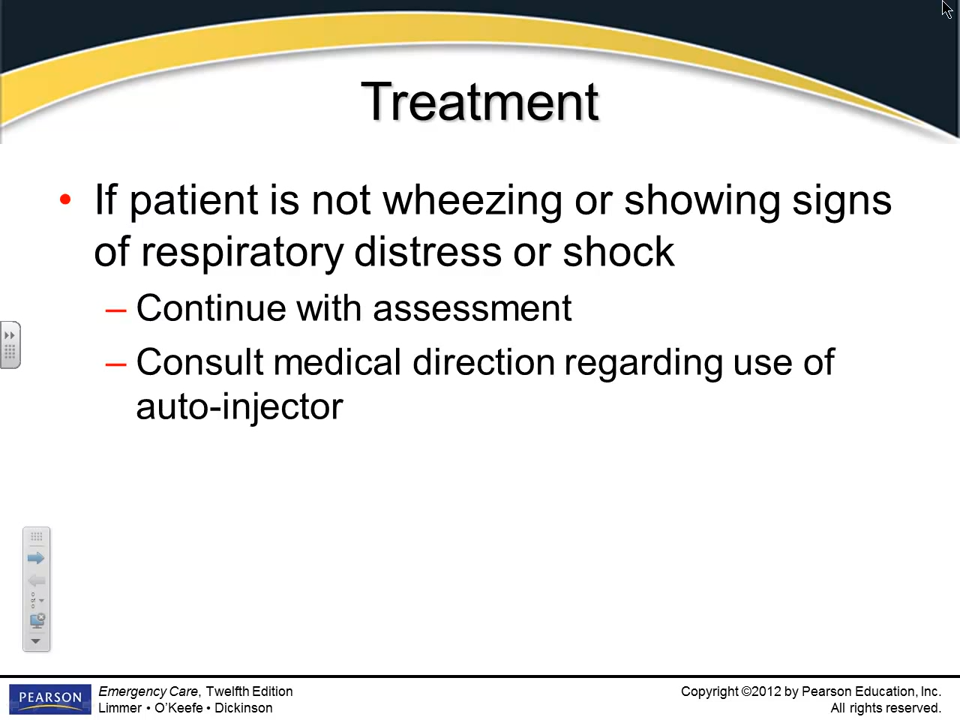 Treatment
• If patient is not wheezing or showing signs
of respiratory distress or shock
– Continue with assessment
– Consult medical direction regarding use of
auto-injector
PEARSON
Emergency Care, Twelfth Edition
Limmer • O’Keefe • Dickinson
Copyright ©2012 by Pearson Education, Inc.
All rights reserved.